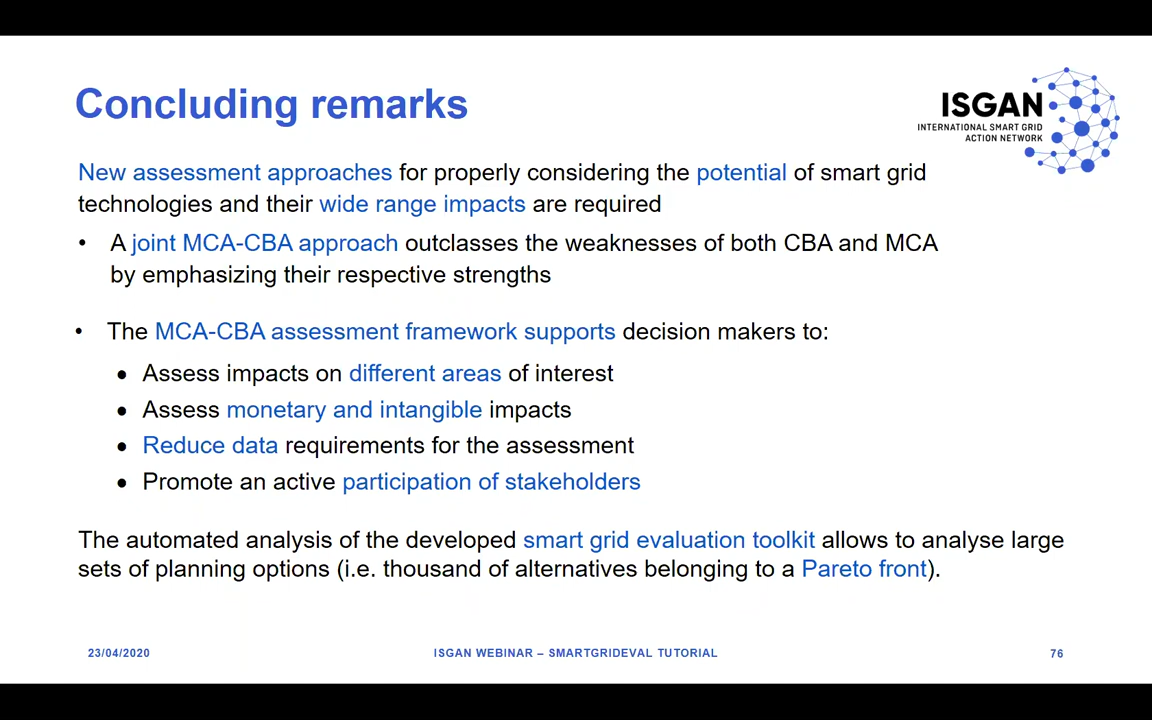 Concluding remarks
ISGAN
INTERNATIONAL SMART GRID
ACTION NETWORK
New assessment approaches for properly considering the potential of smart grid
technologies and their wide range impacts are required
• A joint MCA-CBA approach outclasses the weaknesses of both CBA and MCA
by emphasizing their respective strengths
• The MCA-CBA assessment framework supports decision makers to:
• Assess impacts on different areas of interest
• Assess monetary and intangible impacts
• Reduce data requirements for the assessment
• Promote an active participation of stakeholders
The automated analysis of the developed smart grid evaluation toolkit allows to analyse large
sets of planning options (i.e. thousand of alternatives belonging to a Pareto front).
23/04/2020
ISGAN WEBINAR – SMARTGRIDEVAL TUTORIAL
76